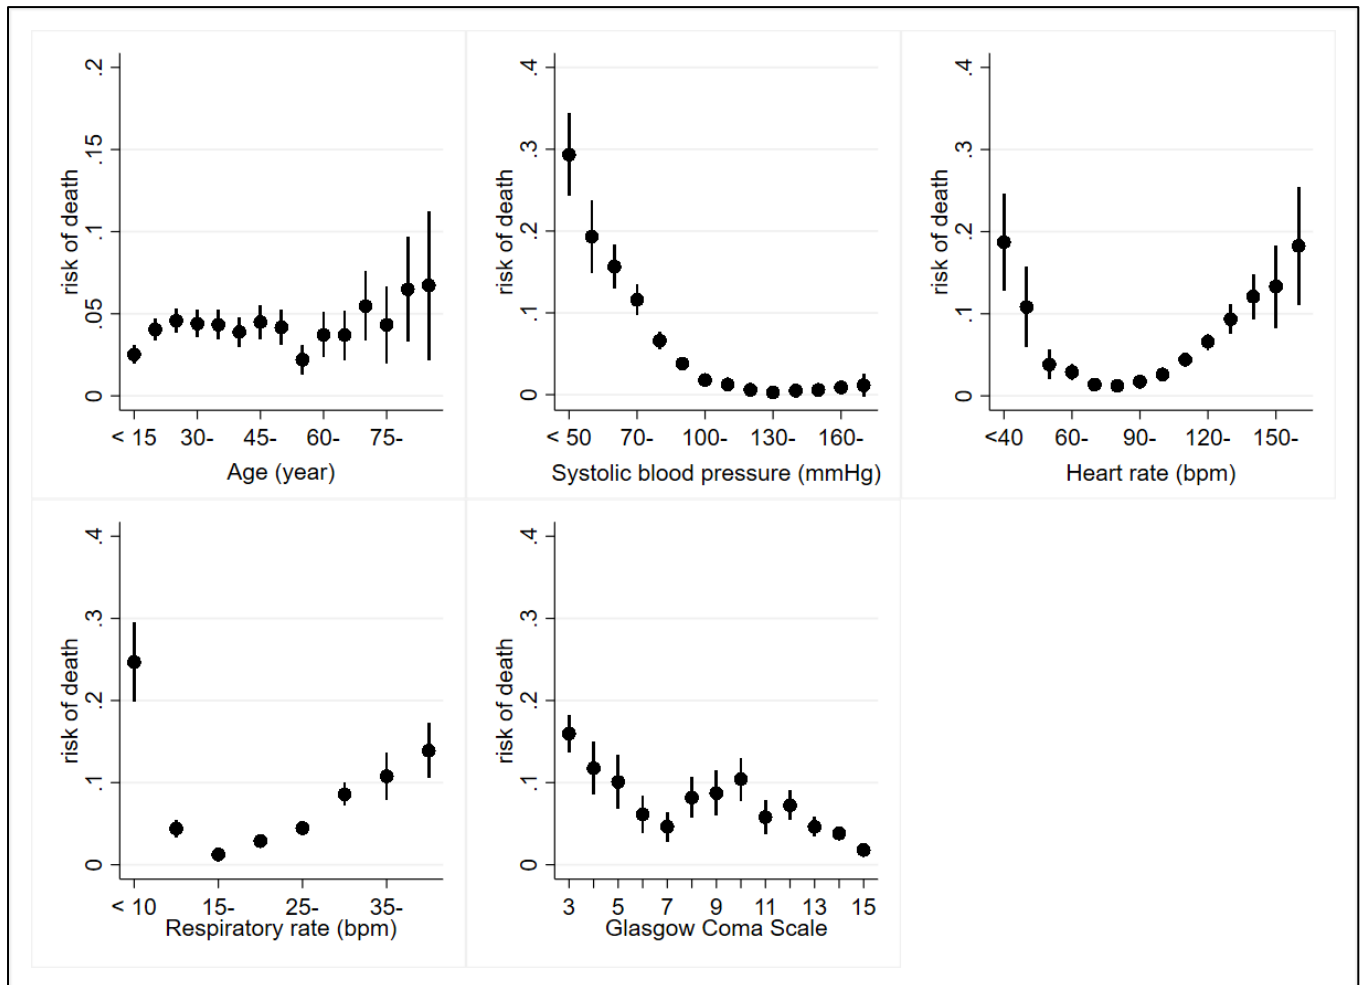 risk of death
.2
.15
.1
.05
0
< 15 30- 45- 60- 75-
Age (year)
risk of death
.4
.3
.2
.1
0
< 50 70- 100- 130- 160-
Systolic blood pressure (mmHg)
risk of death
.4
.3
.2
.1
0
<40 60- 90- 120- 150-
Heart rate (bpm)
risk of death
.4
.3
.2
.1
0
< 10 15- 25- 35-
Respiratory rate (bpm)
risk of death
.4
.3
.2
.1
0
3 5 7 9 11 13 15
Glasgow Coma Scale